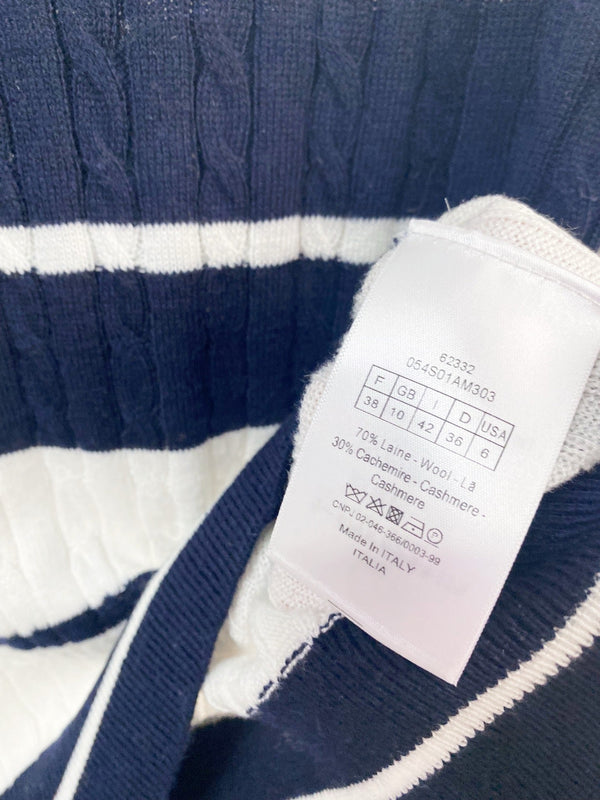 62332
054S01AM303
F GB I D USA
38 10 42 36 6
70% Laine - Wool - Lã
30% Cachemire - Cashmere -
Cashmere
CNPJ 02-046-366/0003-99
Made In ITALY
ITALIA